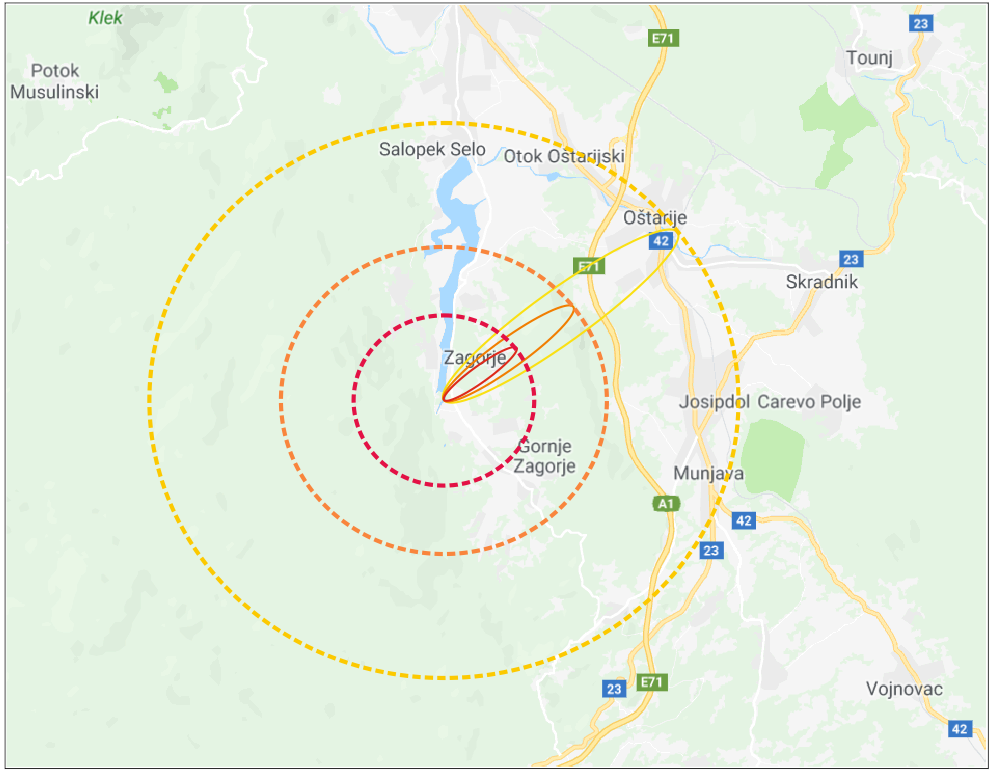 Klek
23
E71
Tounj
Potok
Musulinski
Salopek Selo
Otok Oštarijski
Oštarije
42
23
E71
Skradnik
Zagorje
Josipdol
Carevo Polje
Gornje
Zagorje
Munjava
A1
42
23
E71
23
Vojnovac
42